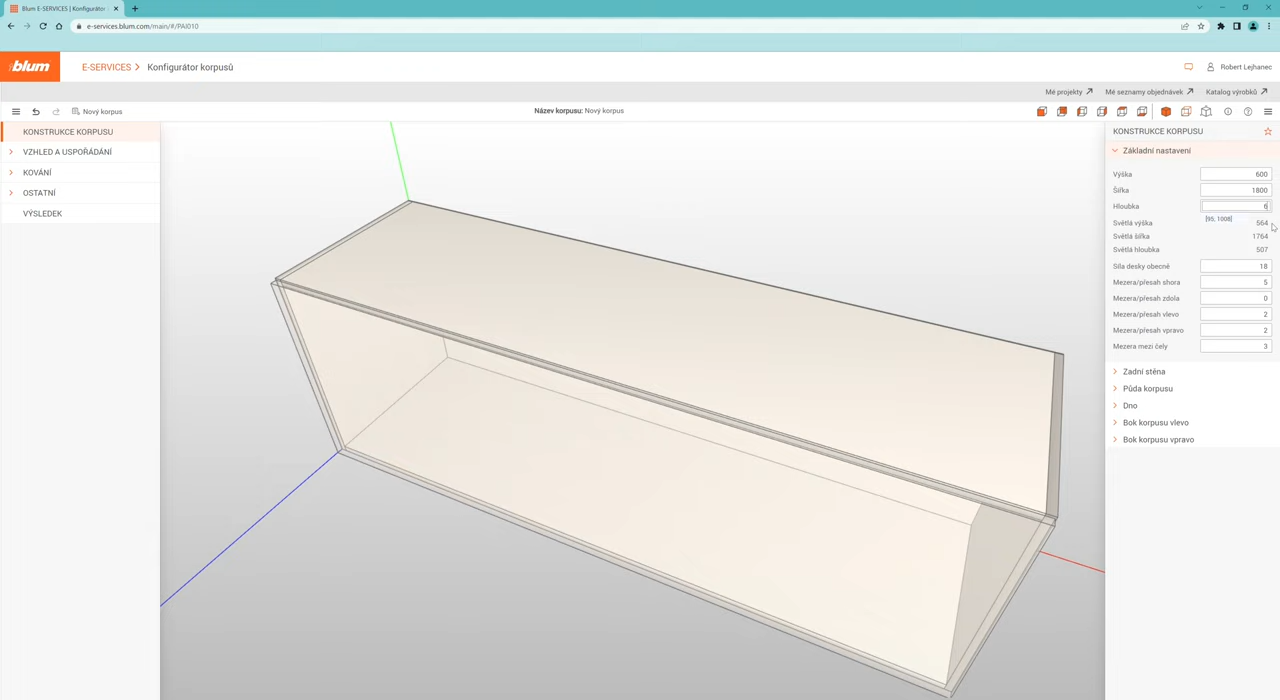 Blum E-SERVICES | Konfigurátor
e-services.blum.com/main/#/PAI010
blum
E-SERVICES
Konfigurátor korpusů
Robert Lejhanec
Mé projekty
Mé seznamy objednávek
Katalog výrobků
Nový korpus
Název korpusu: Nový korpus
KONSTRUKCE KORPUSU
VZHLED A USPOŘÁDÁNÍ
KOVÁNÍ
OSTATNÍ
VÝSLEDEK
KONSTRUKCE KORPUSU
Základní nastavení
Výška 600
Šířka 1800
Hloubka 6
[95, 1008]
Světlá výška 564
Světlá šířka 1764
Světlá hloubka 507
Síla desky obecně 18
Mezera/přesah shora 5
Mezera/přesah zdola 0
Mezera/přesah vlevo 2
Mezera/přesah vpravo 2
Mezera mezi čely 3
Zadní stěna
Půda korpusu
Dno
Bok korpusu vlevo
Bok korpusu vpravo